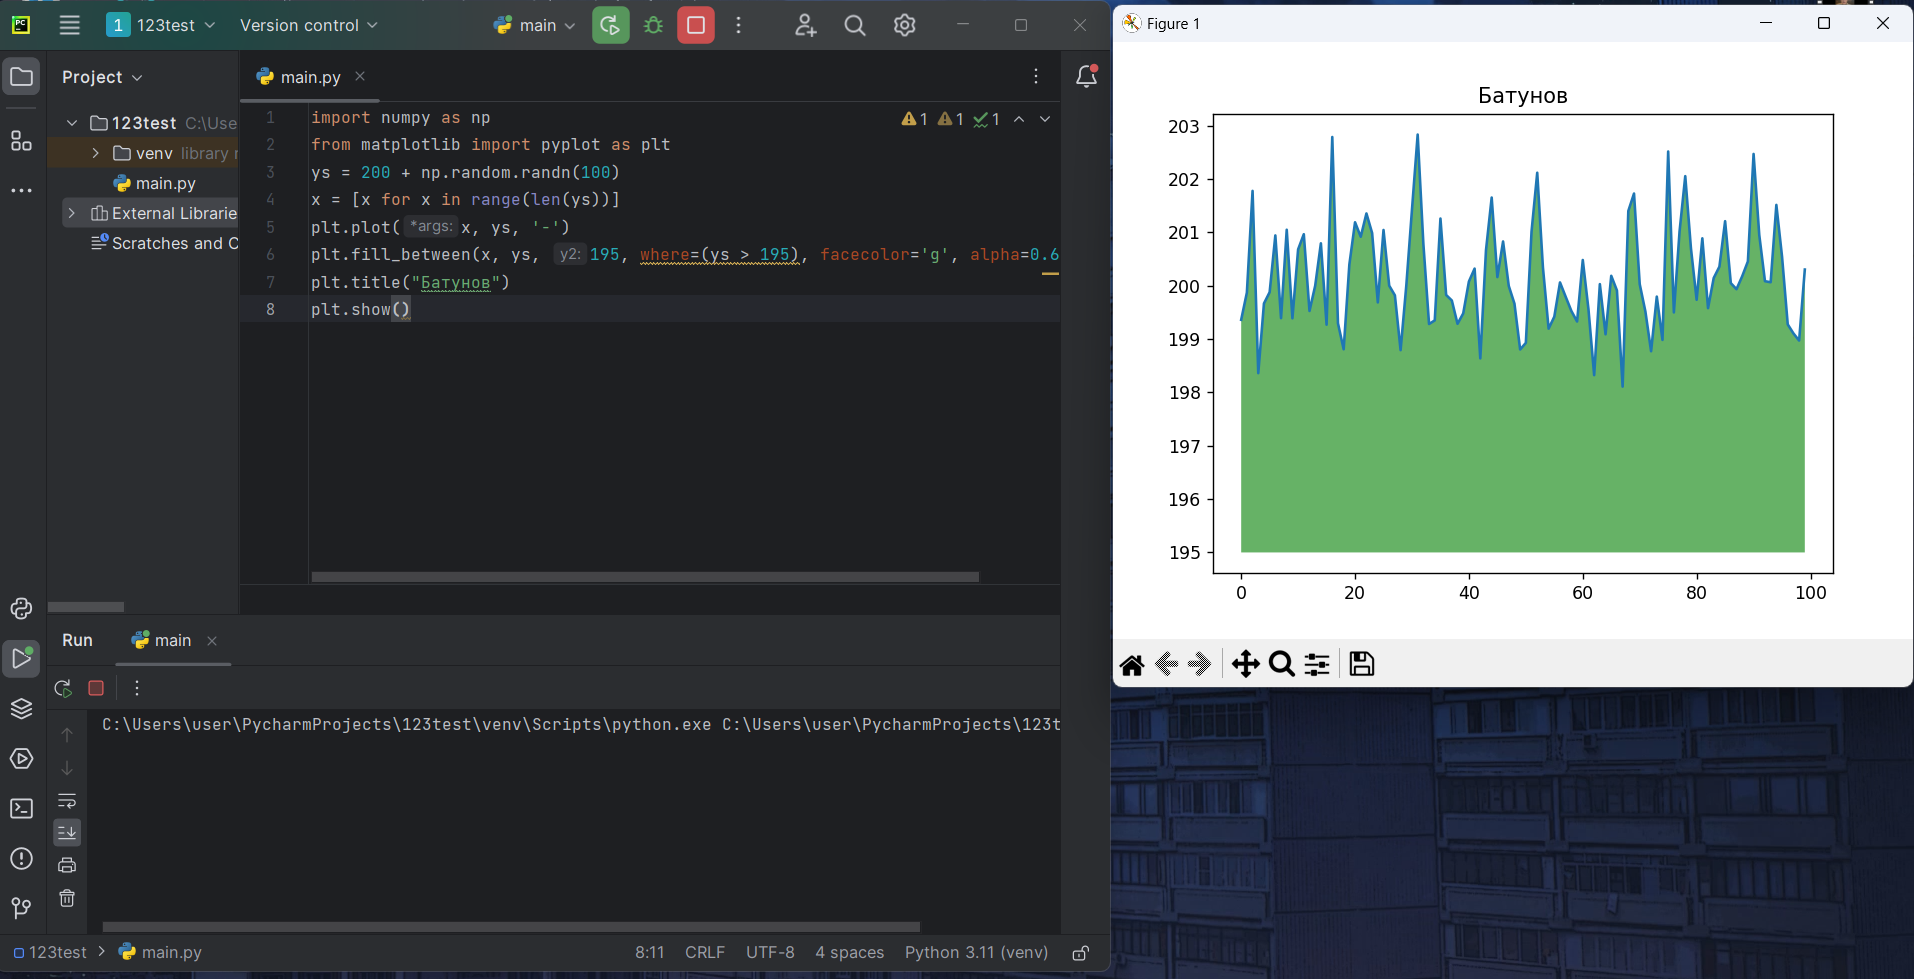 PC
1 123test
Version control
main
Project
main.py
123test C:\Use
venv library r
main.py
External Librarie
Scratches and C
1 import numpy as np
2 from matplotlib import pyplot as plt
3 ys = 200 + np.random.randn(100)
4 x = [x for x in range(len(ys))]
5 plt.plot( *args: x, ys, '-')
6 plt.fill_between(x, ys, y2: 195, where=(ys > 195), facecolor='g', alpha=0.6
7 plt.title("Батунов")
8 plt.show()
1 1 1
Run
main
C:\Users\user\PycharmProjects\123test\venv\Scripts\python.exe C:\Users\user\PycharmProjects\123t
123test > main.py
8:11 CRLF UTF-8 4 spaces Python 3.11 (venv)
Figure 1
Батунов
203
202
201
200
199
198
197
196
195
0 20 40 60 80 100